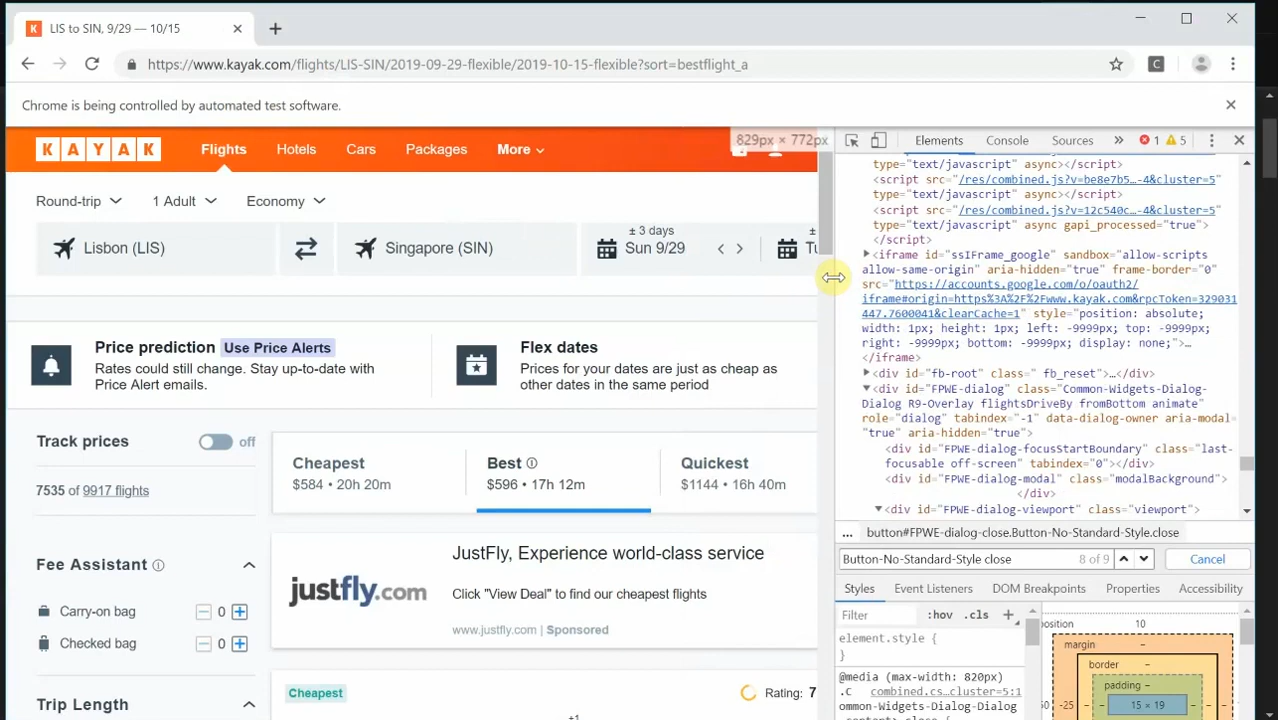 LIS to SIN, 9/29 — 10/15
https://www.kayak.com/flights/LIS-SIN/2019-09-29-flexible/2019-10-15-flexible?sort=bestflight_a
Chrome is being controlled by automated test software.
KAYAK
Flights
Hotels
Cars
Packages
More
829px × 772px
Round-trip
1 Adult
Economy
Lisbon (LIS)
Singapore (SIN)
± 3 days
Sun 9/29
±
Tu
Price prediction Use Price Alerts
Rates could still change. Stay up-to-date with
Price Alert emails.
Flex dates
Prices for your dates are just as cheap as
other dates in the same period
Track prices
off
7535 of 9917 flights
Cheapest
$584 • 20h 20m
Best
$596 • 17h 12m
Quickest
$1144 • 16h 40m
Fee Assistant
Carry-on bag
0
Checked bag
0
Trip Length
JustFly, Experience world-class service
justfly.com
Click "View Deal" to find our cheapest flights
www.justfly.com | Sponsored
Cheapest
Rating: 7
+1
Elements
Console
Sources
»
1
5
type="text/javascript" async></script>
<script src="/res/combined.js?v=be8e7b5…-4&cluster=5"
type="text/javascript" async></script>
<script src="/res/combined.js?v=12c540c…-4&cluster=5"
type="text/javascript" async gapi_processed="true">
</script>
<iframe id="ssIFrame_google" sandbox="allow-scripts
allow-same-origin" aria-hidden="true" frame-border="0"
src="https://accounts.google.com/o/oauth2/
iframe#origin=https%3A%2F%2Fwww.kayak.com&rpcToken=329031
447.7600041&clearCache=1" style="position: absolute;
width: 1px; height: 1px; left: -9999px; top: -9999px;
right: -9999px; bottom: -9999px; display: none;">…
</iframe>
<div id="fb-root" class=" fb_reset">…</div>
<div id="FPWE-dialog" class="Common-Widgets-Dialog-
Dialog R9-Overlay flightsDriveBy fromBottom animate"
role="dialog" tabindex="-1" data-dialog-owner aria-modal=
"true" aria-hidden="true">
<div id="FPWE-dialog-focusStartBoundary" class="last-
focusable off-screen" tabindex="0"></div>
<div id="FPWE-dialog-modal" class="modalBackground">
</div>
<div id="FPWE-dialog-viewport" class="viewport">
... button#FPWE-dialog-close.Button-No-Standard-Style.close
Button-No-Standard-Style close
8 of 9
Cancel
Styles
Event Listeners
DOM Breakpoints
Properties
Accessibility
Filter
:hov
.cls
+
element.style {
}
@media (max-width: 820px)
.C combined.cs…cluster=5:1
ommon-Widgets-Dialog-Dialog
osition
10
margin
–
border
–
padding
–
-25
–
–
15 × 19
–
–